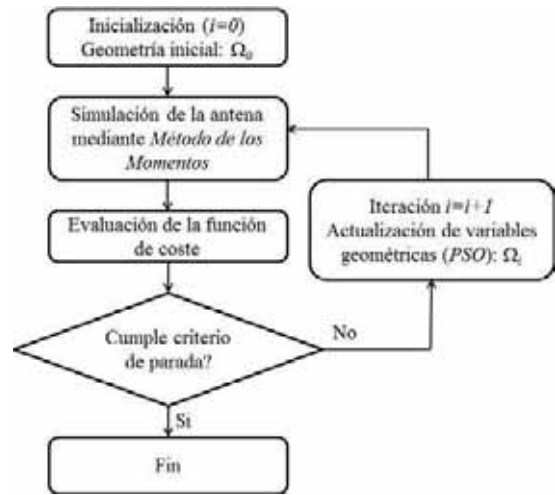 Inicialización (i=0)
Geometría inicial: Ω₀
Simulación de la antena
mediante Método de los
Momentos
Evaluación de la función
de coste
Cumple criterio
de parada?
No
Iteración i=i+1
Actualización de variables
geométricas (PSO): Ωᵢ
Si
Fin